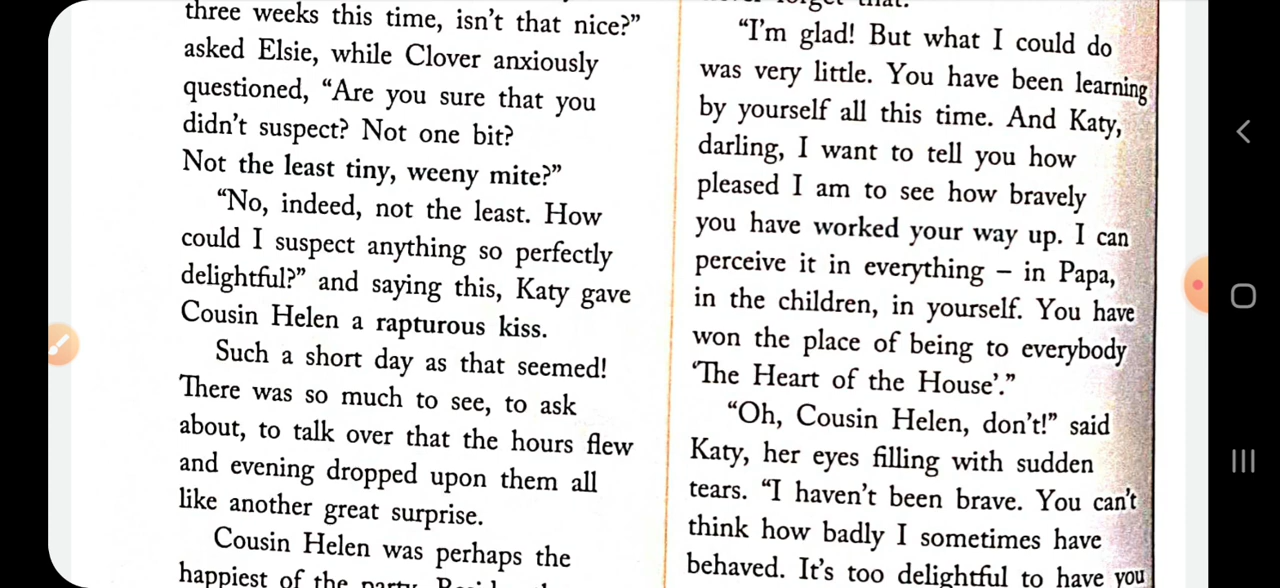 three weeks this time, isn't that nice?”
asked Elsie, while Clover anxiously
questioned, “Are you sure that you
didn't suspect? Not one bit?
Not the least tiny, weeny mite?”
“No, indeed, not the least. How
could I suspect anything so perfectly
delightful?” and saying this, Katy gave
Cousin Helen a rapturous kiss.
Such a short day as that seemed!
There was so much to see, to ask
about, to talk over that the hours flew
and evening dropped upon them all
like another great surprise.
Cousin Helen was perhaps the
happiest of the party.
“I'm glad! But what I could do
was very little. You have been learning
by yourself all this time. And Katy,
darling, I want to tell you how
pleased I am to see how bravely
you have worked your way up. I can
perceive it in everything – in Papa,
in the children, in yourself. You have
won the place of being to everybody
‘The Heart of the House’.”
“Oh, Cousin Helen, don't!” said
Katy, her eyes filling with sudden
tears. “I haven't been brave. You can't
think how badly I sometimes have
behaved. It's too delightful to have you